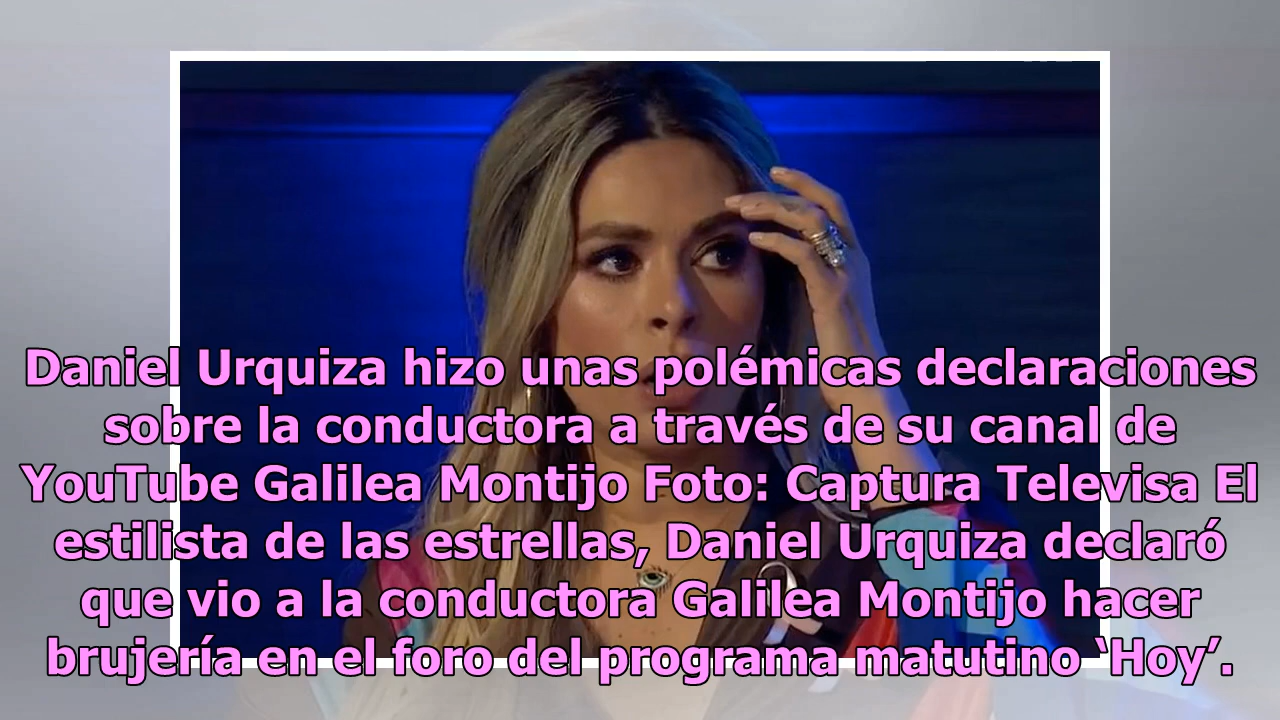 Daniel Urquiza hizo unas polémicas declaraciones
sobre la conductora a través de su canal de
YouTube Galilea Montijo Foto: Captura Televisa El
estilista de las estrellas, Daniel Urquiza declaró
que vio a la conductora Galilea Montijo hacer
brujería en el foro del programa matutino ‘Hoy’.